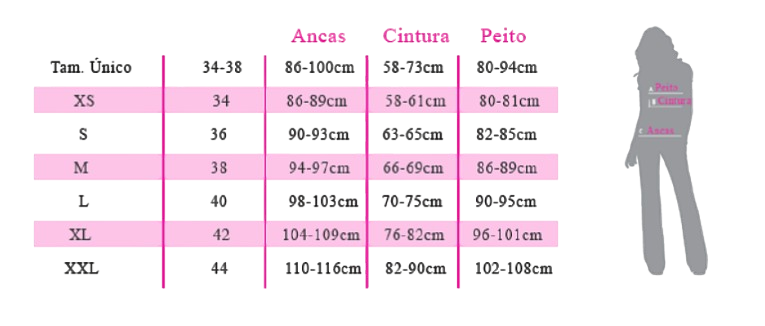 Ancas Cintura Peito
Tam. Único 34-38 86-100cm 58-73cm 80-94cm
XS 34 86-89cm 58-61cm 80-81cm
S 36 90-93cm 63-65cm 82-85cm
M 38 94-97cm 66-69cm 86-89cm
L 40 98-103cm 70-75cm 90-95cm
XL 42 104-109cm 76-82cm 96-101cm
XXL 44 110-116cm 82-90cm 102-108cm
A Peito
B Cintura
C Ancas